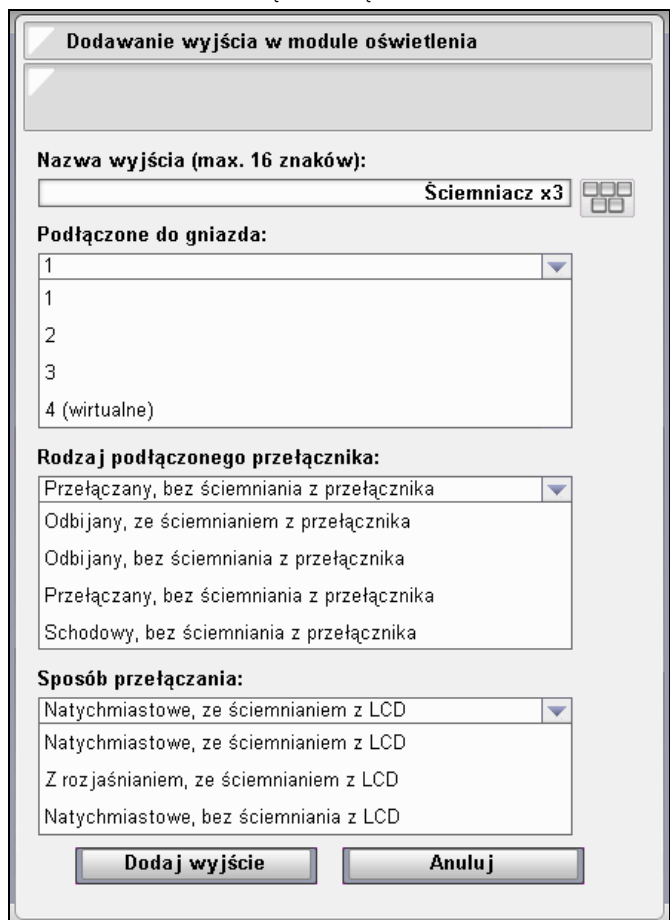 Dodawanie wyjścia w module oświetlenia
Nazwa wyjścia (max. 16 znaków):
Ściemniacz x3
Podłączone do gniazda:
1
1
2
3
4 (wirtualne)
Rodzaj podłączonego przełącznika:
Przełączany, bez ściemniania z przełącznika
Odbijany, ze ściemnianiem z przełącznika
Odbijany, bez ściemniania z przełącznika
Przełączany, bez ściemniania z przełącznika
Schodowy, bez ściemniania z przełącznika
Sposób przełączania:
Natychmiastowe, ze ściemnianiem z LCD
Natychmiastowe, ze ściemnianiem z LCD
Z rozjaśnianiem, ze ściemnianiem z LCD
Natychmiastowe, bez ściemniania z LCD
Dodaj wyjście Anuluj